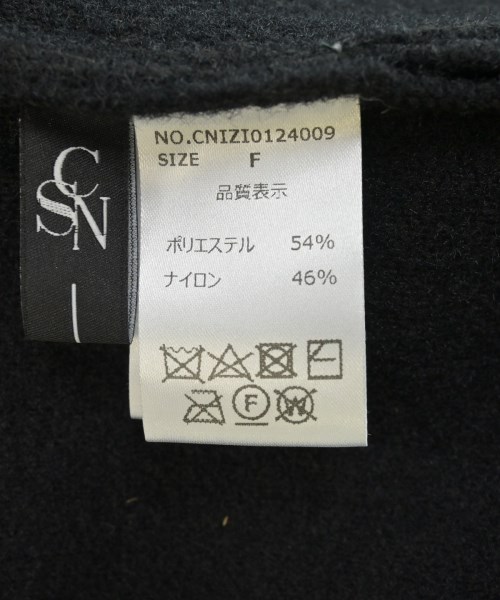 SCN
NO.CNIZI0124009
SIZE F
品質表示
ポリエステル 54%
ナイロン 46%
F W